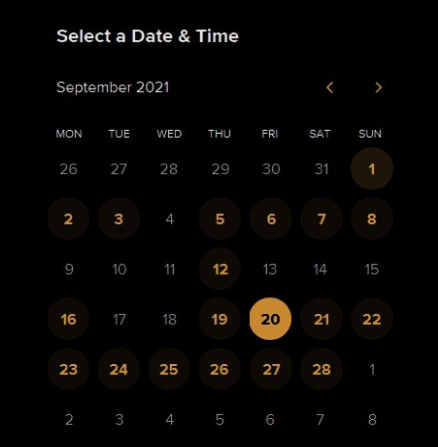 Select a Date & Time
September 2021
MON TUE WED THU FRI SAT SUN
26 27 28 29 30 31 1
2 3 4 5 6 7 8
9 10 11 12 13 14 15
16 17 18 19 20 21 22
23 24 25 26 27 28 1
2 3 4 5 6 7 8